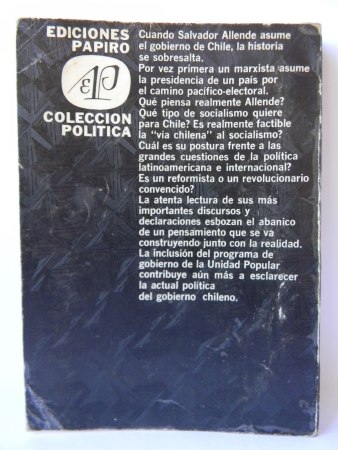 EDICIONES
PAPIRO
EP
COLECCION
POLITICA
Cuando Salvador Allende asume
el gobierno de Chile, la historia
se sobresalta.
Por vez primera un marxista asume
la presidencia de un país por
el camino pacífico-electoral.
Qué piensa realmente Allende?
Qué tipo de socialismo quiere
para Chile? Es realmente factible
la "vía chilena" al socialismo?
Cuál es su postura frente a las
grandes cuestiones de la política
latinoamericana e internacional?
Es un reformista o un revolucionario
convencido?
La atenta lectura de sus más
importantes discursos y
declaraciones esbozan el abanico
de un pensamiento que se va
construyendo junto con la realidad.
La inclusión del programa de
gobierno de la Unidad Popular
contribuye aún más a esclarecer
la actual política
del gobierno chileno.